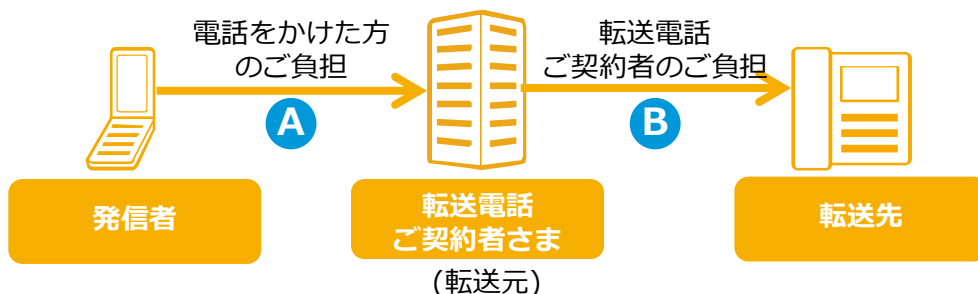 電話をかけた方
のご負担
A
転送電話
ご契約者のご負担
B
発信者
転送電話
ご契約者さま
(転送元)
転送先